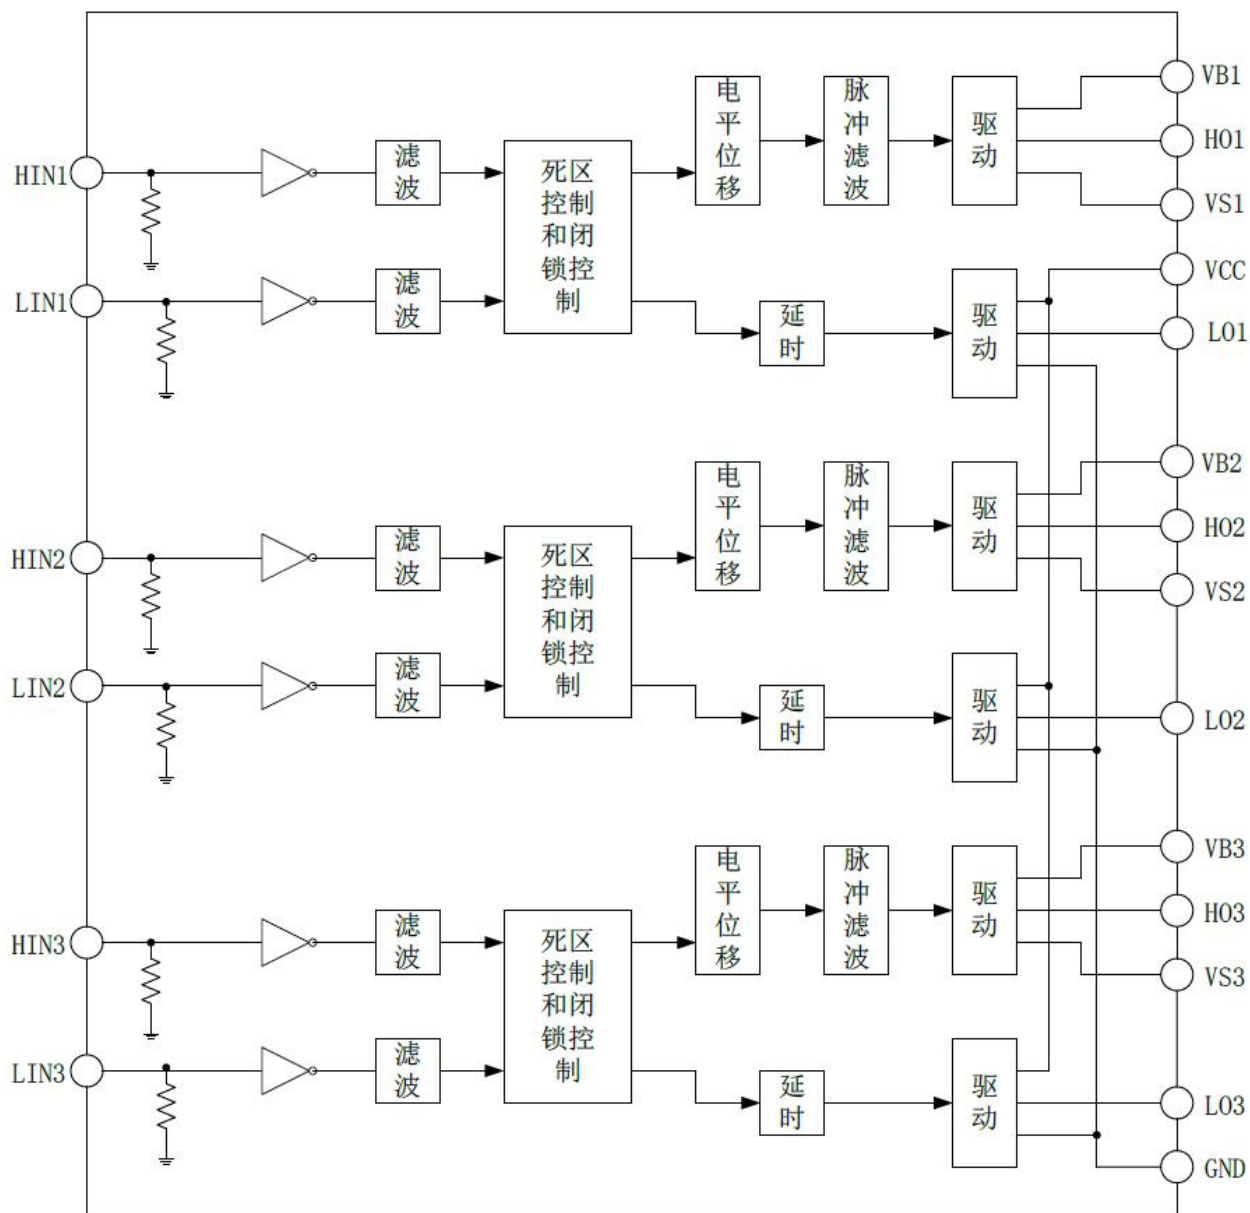 VB1
电平位移
脉冲滤波
驱动
HO1
HIN1
滤波
死区
控制
和闭
锁控
制
VS1
VCC
LIN1
滤波
延时
驱动
LO1
VB2
电平位移
脉冲滤波
驱动
HO2
HIN2
滤波
死区
控制
和闭
锁控
制
VS2
LIN2
滤波
延时
驱动
LO2
VB3
电平位移
脉冲滤波
驱动
HO3
HIN3
滤波
死区
控制
和闭
锁控
制
VS3
LIN3
滤波
延时
驱动
LO3
GND